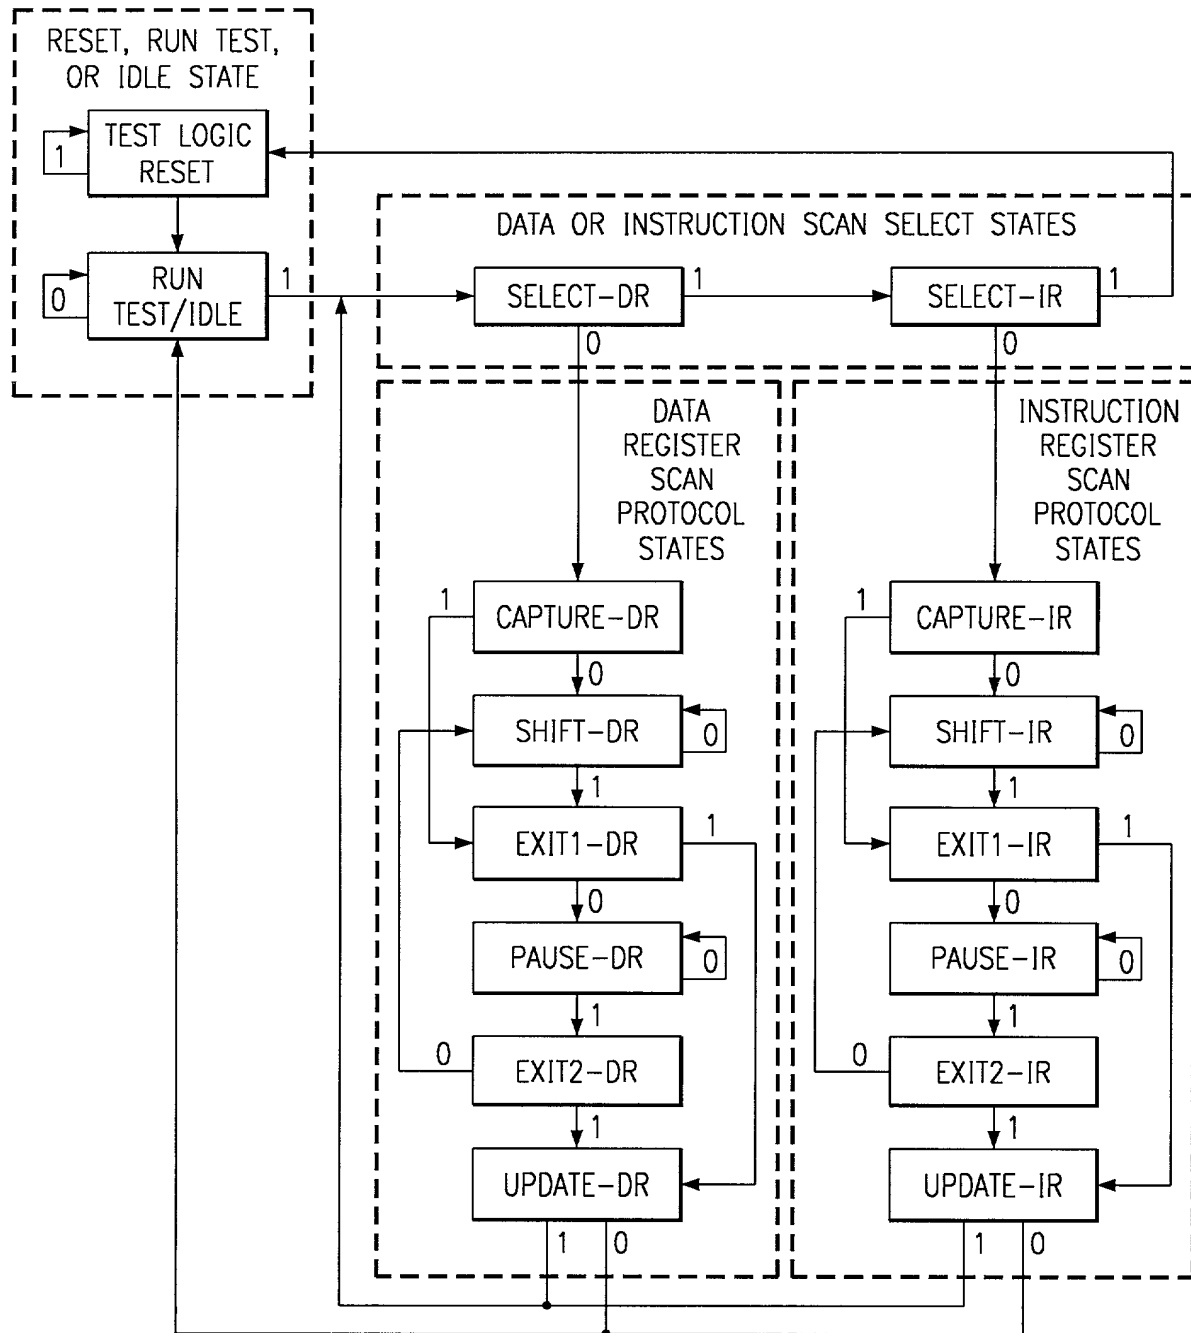 RESET, RUN TEST,
OR IDLE STATE
TEST LOGIC
RESET
1
RUN
TEST/IDLE
0
1
DATA OR INSTRUCTION SCAN SELECT STATES
SELECT-DR
1
0
SELECT-IR
1
0
DATA
REGISTER
SCAN
PROTOCOL
STATES
1
CAPTURE-DR
0
SHIFT-DR
0
1
EXIT1-DR
1
0
PAUSE-DR
0
1
0
EXIT2-DR
1
UPDATE-DR
1
0
INSTRUCTION
REGISTER
SCAN
PROTOCOL
STATES
1
CAPTURE-IR
0
SHIFT-IR
0
1
EXIT1-IR
1
0
PAUSE-IR
0
1
0
EXIT2-IR
1
UPDATE-IR
1
0